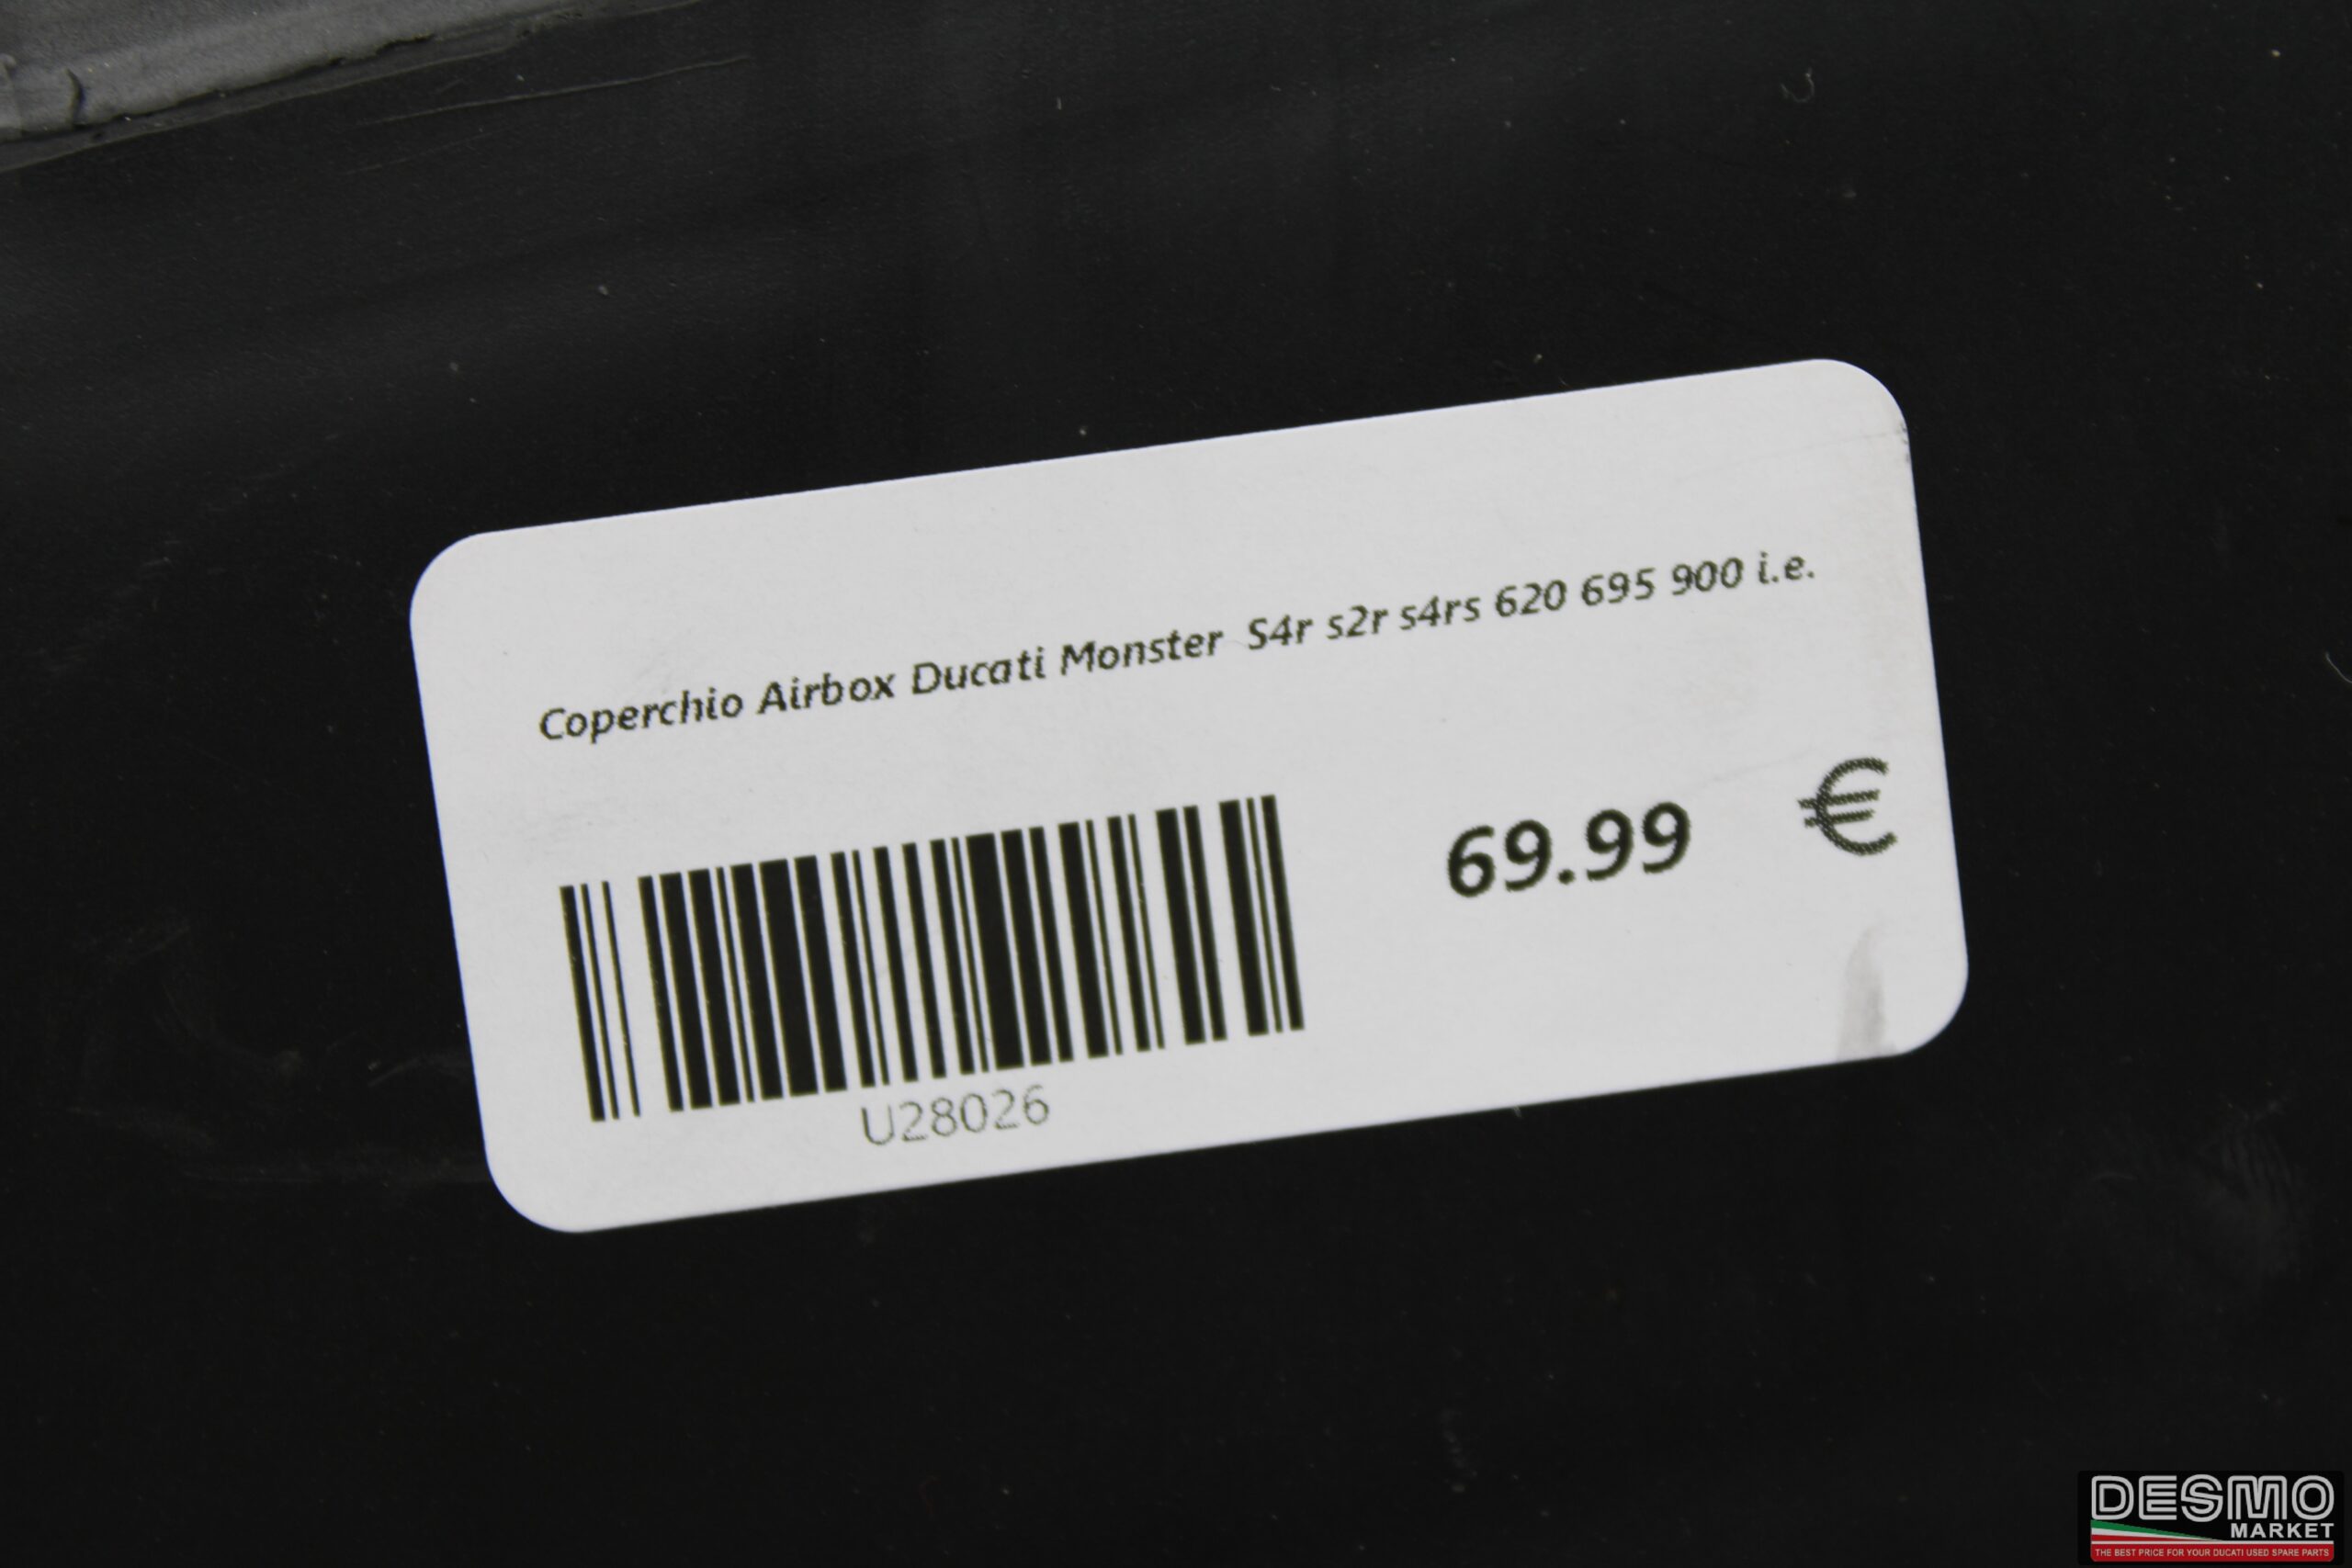 Coperchio Airbox Ducati Monster S4r s2r s4rs 620 695 900 i.e.
69.99 €
U28026
DESMO
MARKET
THE BEST PRICE FOR YOUR DUCATI USED SPARE PARTS